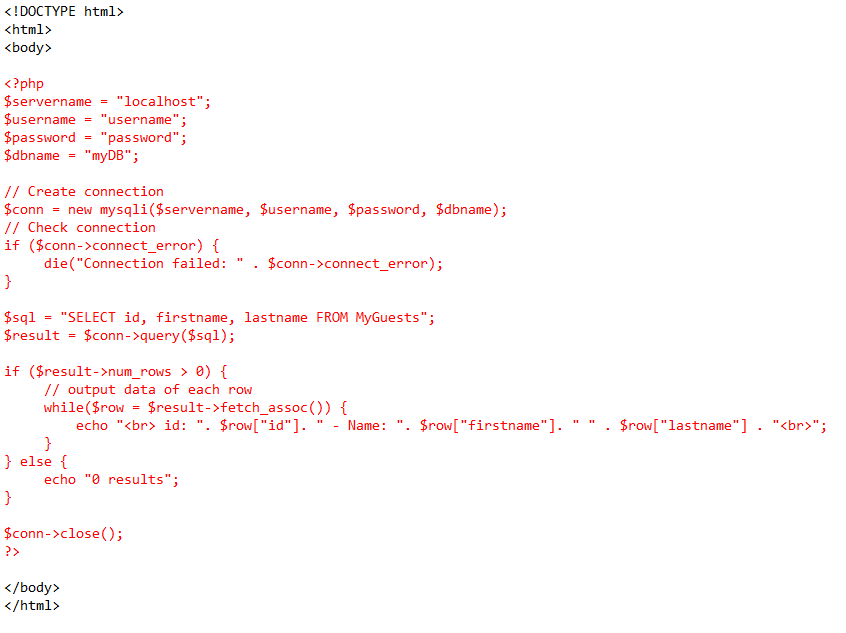 <!DOCTYPE html>
<html>
<body>
<?php
$servername = "localhost";
$username = "username";
$password = "password";
$dbname = "myDB";
// Create connection
$conn = new mysqli($servername, $username, $password, $dbname);
// Check connection
if ($conn->connect_error) {
die("Connection failed: " . $conn->connect_error);
}
$sql = "SELECT id, firstname, lastname FROM MyGuests";
$result = $conn->query($sql);
if ($result->num_rows > 0) {
// output data of each row
while($row = $result->fetch_assoc()) {
echo "<br> id: ". $row["id"]. " - Name: ". $row["firstname"]. " " . $row["lastname"] . "<br>";
}
} else {
echo "0 results";
}
$conn->close();
?>
</body>
</html>